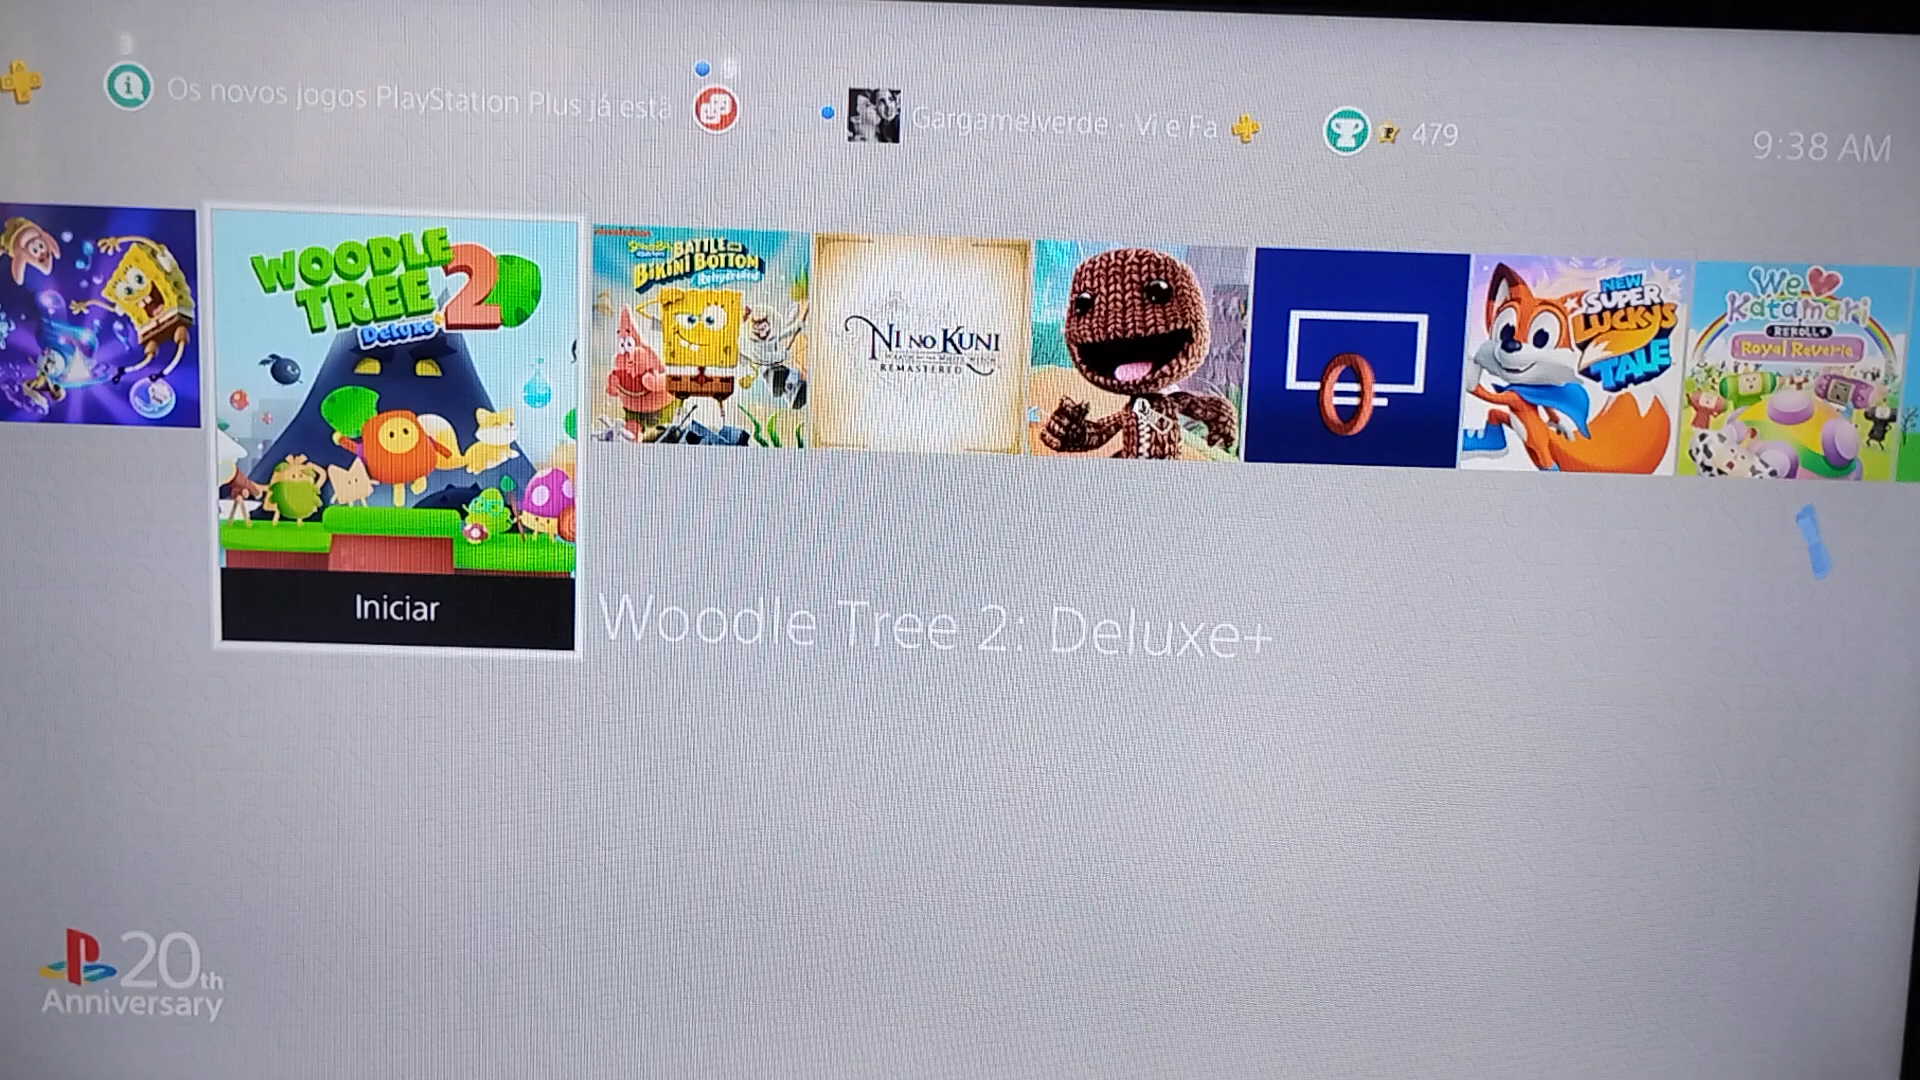 3
Os novos jogos PlayStation Plus já está
Gargamelverde Vi e Fa
479
9:38 AM
WOODLE
TREE 2
Deluxe+
BATTLE FOR
BIKINI BOTTOM
Rehydrated
NI NO KUNI
REMASTERED
NEW
SUPER
LUCKY'S
TALE
We
Katamari
REROLL+
Royal Reverie
Iniciar
Woodle Tree 2: Deluxe+
20th
Anniversary